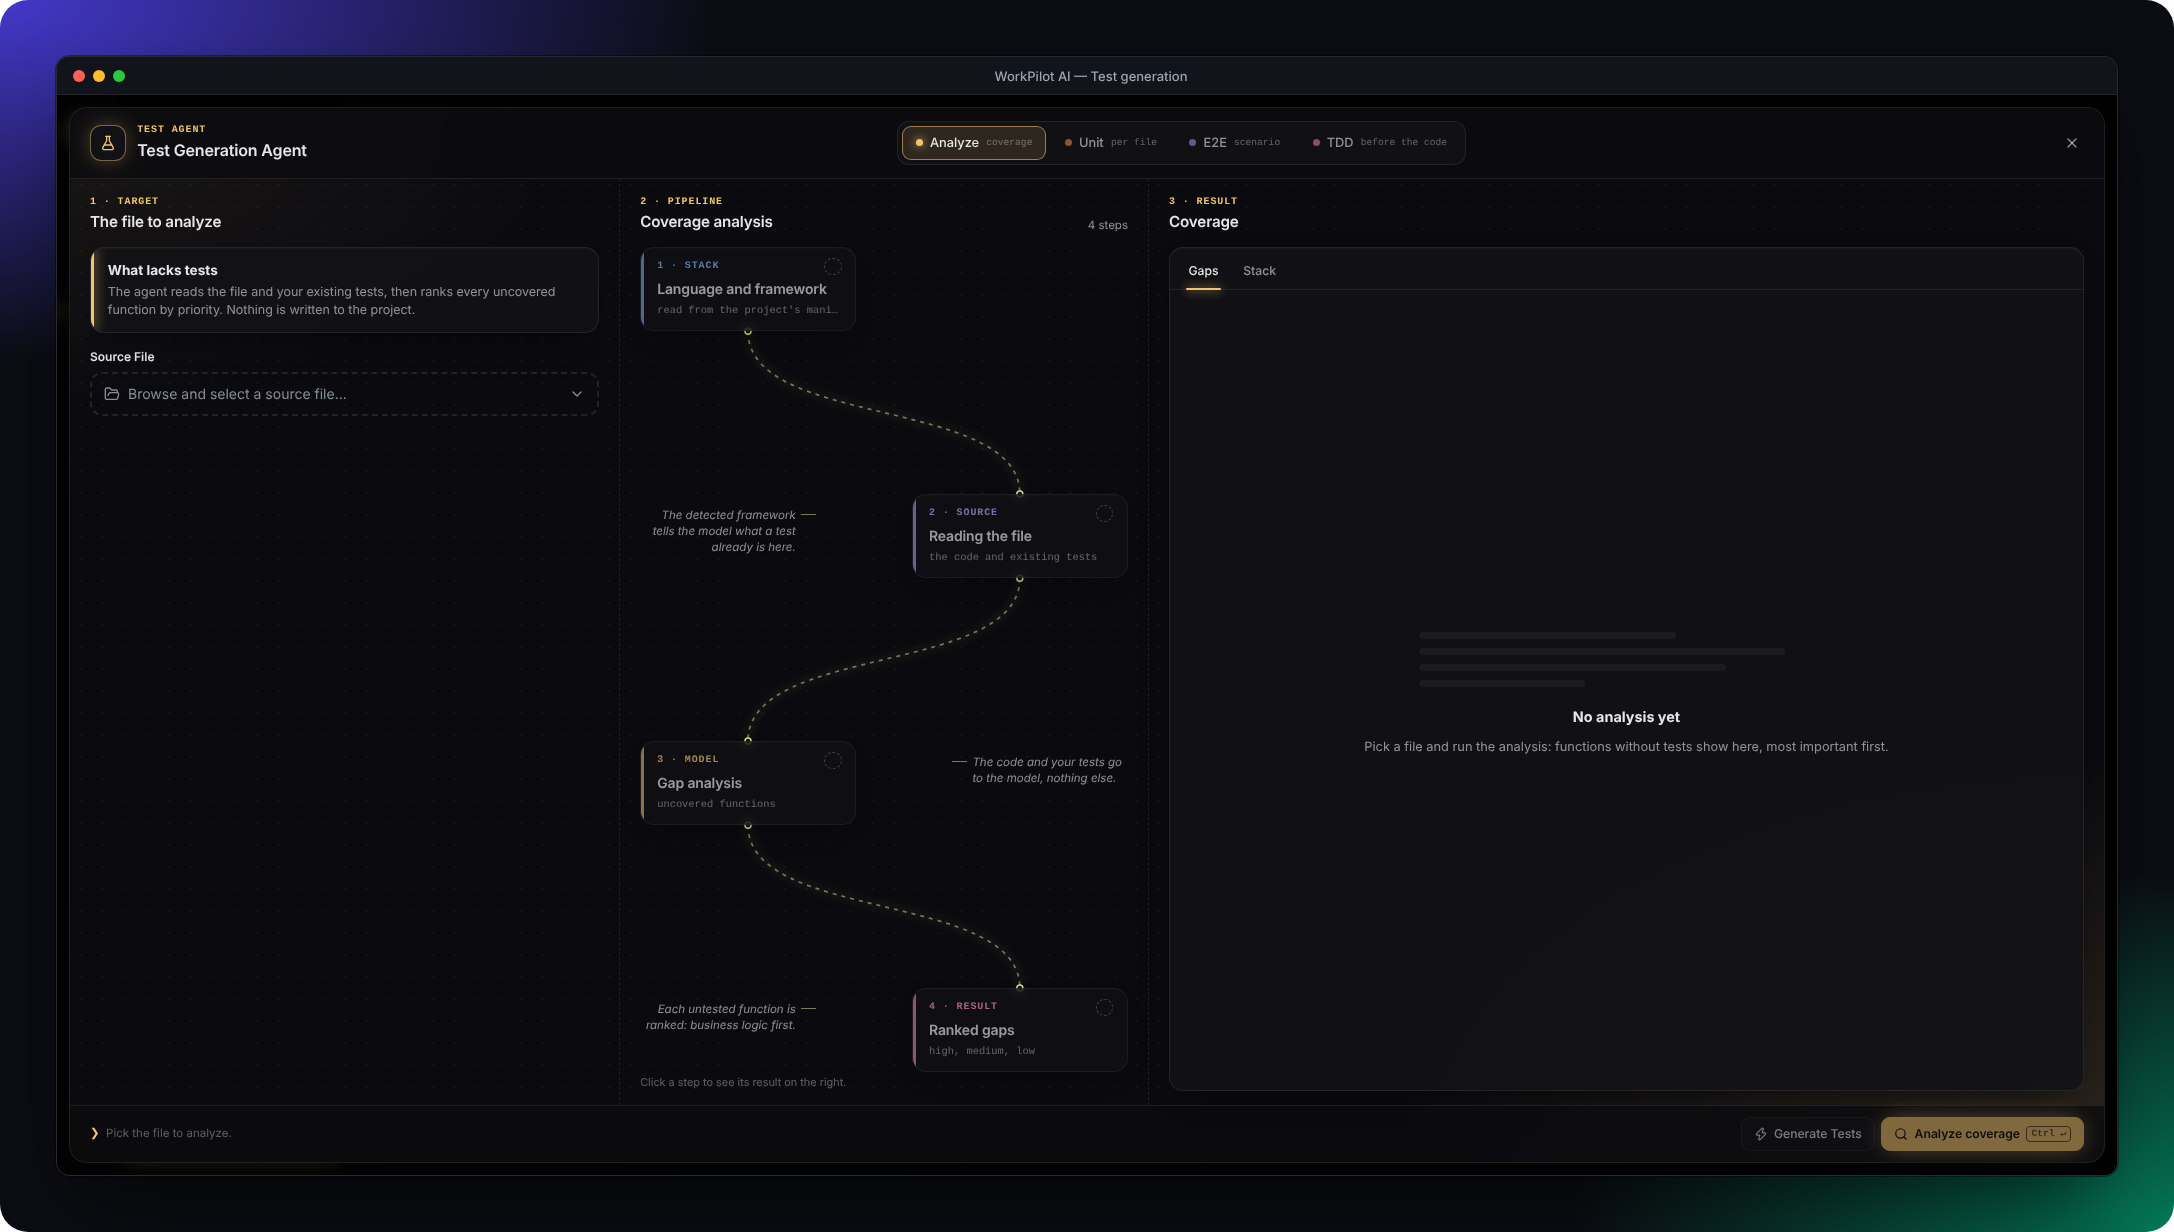 WorkPilot AI — Test generation
TEST AGENT
Test Generation Agent
Analyze coverage
Unit per file
E2E scenario
TDD before the code
1 · TARGET
The file to analyze
What lacks tests
The agent reads the file and your existing tests, then ranks every uncovered
function by priority. Nothing is written to the project.
Source File
Browse and select a source file...
2 · PIPELINE
Coverage analysis
4 steps
1 · STACK
Language and framework
read from the project's mani…
The detected framework
tells the model what a test
already is here.
2 · SOURCE
Reading the file
the code and existing tests
3 · MODEL
Gap analysis
uncovered functions
The code and your tests go
to the model, nothing else.
Each untested function is
ranked: business logic first.
4 · RESULT
Ranked gaps
high, medium, low
Click a step to see its result on the right.
3 · RESULT
Coverage
Gaps
Stack
No analysis yet
Pick a file and run the analysis: functions without tests show here, most important first.
❯ Pick the file to analyze.
Generate Tests
Analyze coverage Ctrl ↵